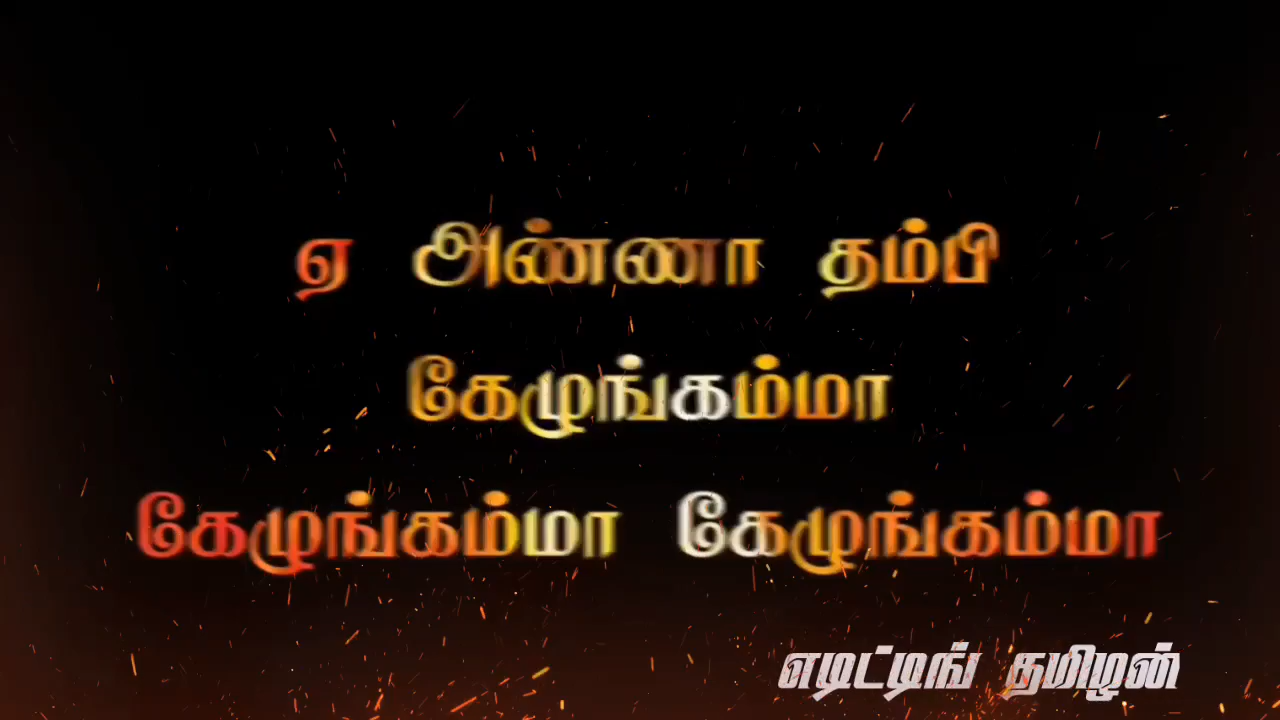 ஏ அண்ணா தம்பி
கேழுங்கம்மா
கேழுங்கம்மா கேழுங்கம்மா
எடிட்டிங் தமிழன்